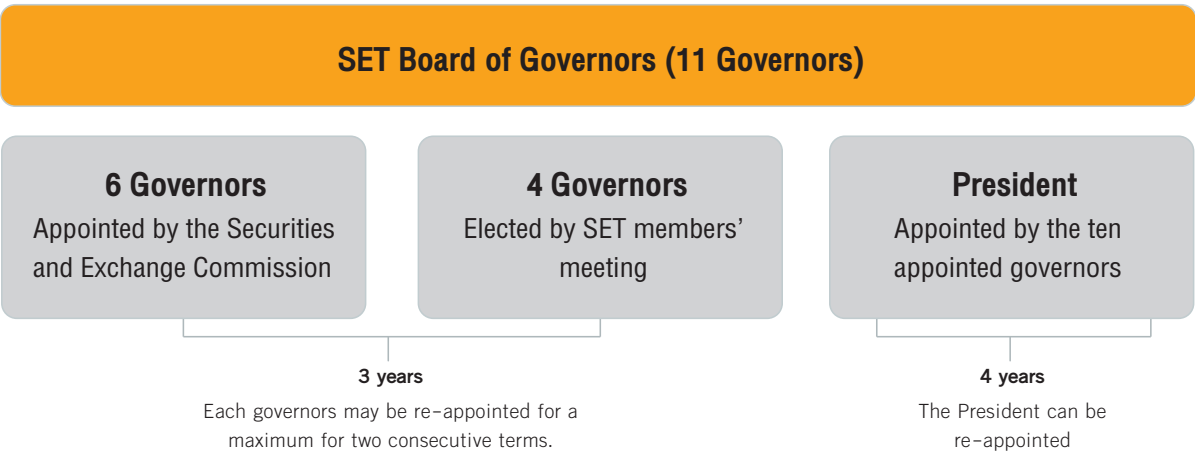 SET Board of Governors (11 Governors)
6 Governors
Appointed by the Securities
and Exchange Commission
4 Governors
Elected by SET members’
meeting
President
Appointed by the ten
appointed governors
3 years
Each governors may be re-appointed for a
maximum for two consecutive terms.
4 years
The President can be
re-appointed